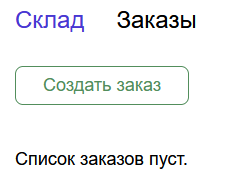 Склад Заказы
Создать заказ
Список заказов пуст.